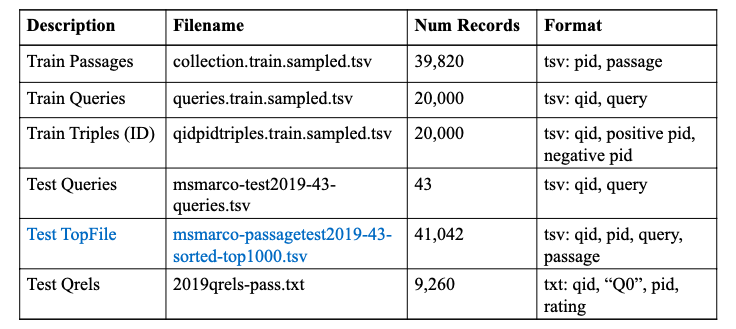 Description Filename Num Records Format
Train Passages collection.train.sampled.tsv 39,820 tsv: pid, passage
Train Queries queries.train.sampled.tsv 20,000 tsv: qid, query
Train Triples (ID) qidpidtriples.train.sampled.tsv 20,000 tsv: qid, positive pid,
negative pid
Test Queries msmarco-test2019-43- 43 tsv: qid, query
queries.tsv
Test TopFile msmarco-passagetest2019-43- 41,042 tsv: qid, pid, query,
sorted-top1000.tsv passage
Test Qrels 2019qrels-pass.txt 9,260 txt: qid, “Q0”, pid,
rating